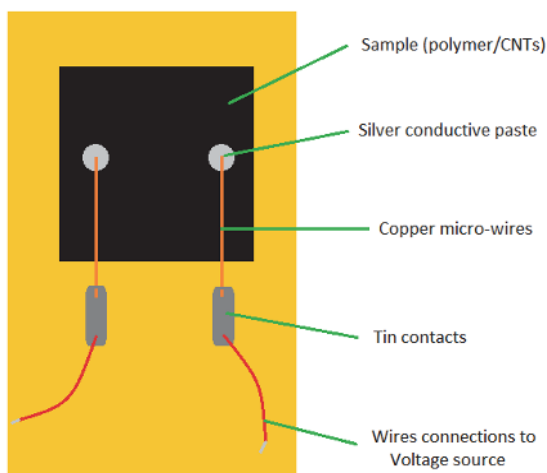 Sample (polymer/CNTs)
Silver conductive paste
Copper micro-wires
Tin contacts
Wires connections to
Voltage source